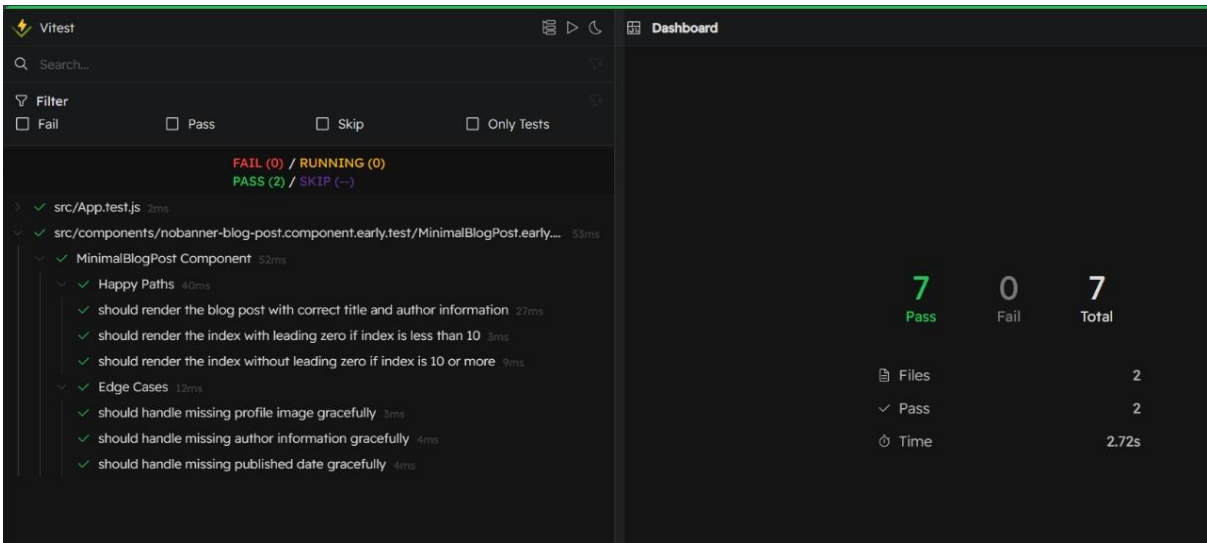 Vitest
Search...
Filter
Fail Pass Skip Only Tests
FAIL (0) / RUNNING (0)
PASS (2) / SKIP (--)
src/App.test.js 2ms
src/components/nobanner-blog-post.component.early.test/MinimalBlogPost.early.... 53ms
MinimalBlogPost Component 52ms
Happy Paths 40ms
should render the blog post with correct title and author information 27ms
should render the index with leading zero if index is less than 10 3ms
should render the index without leading zero if index is 10 or more 9ms
Edge Cases 12ms
should handle missing profile image gracefully 3ms
should handle missing author information gracefully 4ms
should handle missing published date gracefully 4ms
Dashboard
7 0 7
Pass Fail Total
Files 2
Pass 2
Time 2.72s